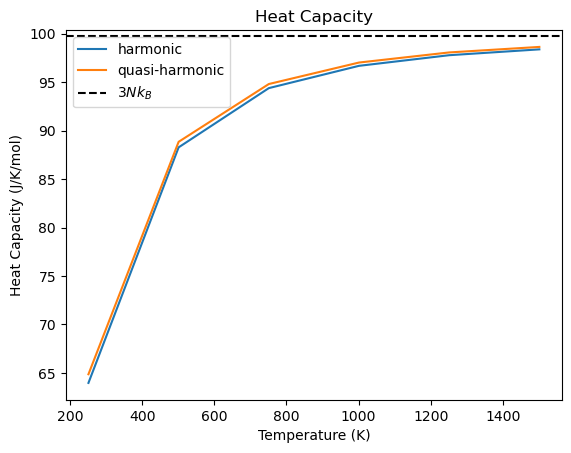 Heat Capacity
100
95
90
85
80
75
70
65
Heat Capacity (J/K/mol)
harmonic
quasi-harmonic
$3Nk_B$
200 400 600 800 1000 1200 1400
Temperature (K)